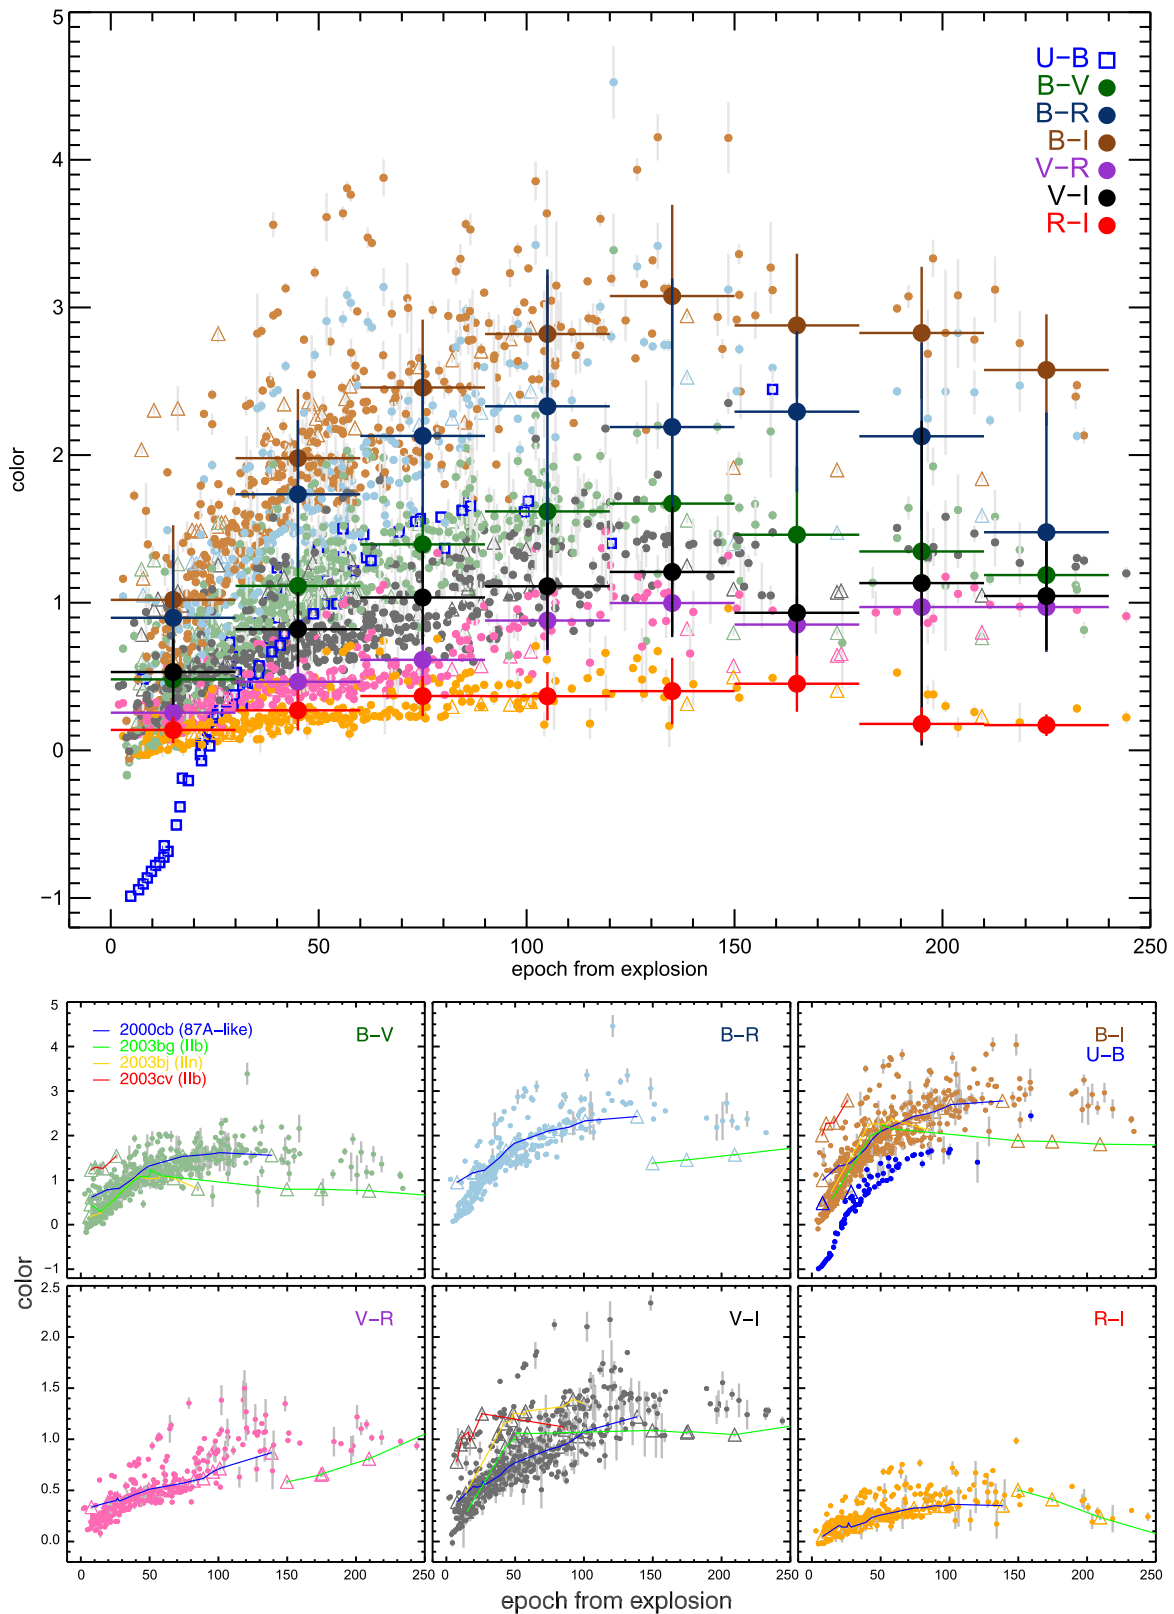 5
4
3
2
1
0
−1
color
U−B
B−V
B−R
B−I
V−R
V−I
R−I
0 50 100 150 200 250
epoch from explosion
5
4
3
2
1
0
−1
2000cb (87A−like)
2003bg (IIb)
2003bj (IIn)
2003cv (IIb)
B−V
B−R
B−I
U−B
color
2.5
2.0
1.5
1.0
0.5
0.0
V−R
V−I
R−I
0 50 100 150 200 250
0 50 100 150 200 250
0 50 100 150 200 250
epoch from explosion